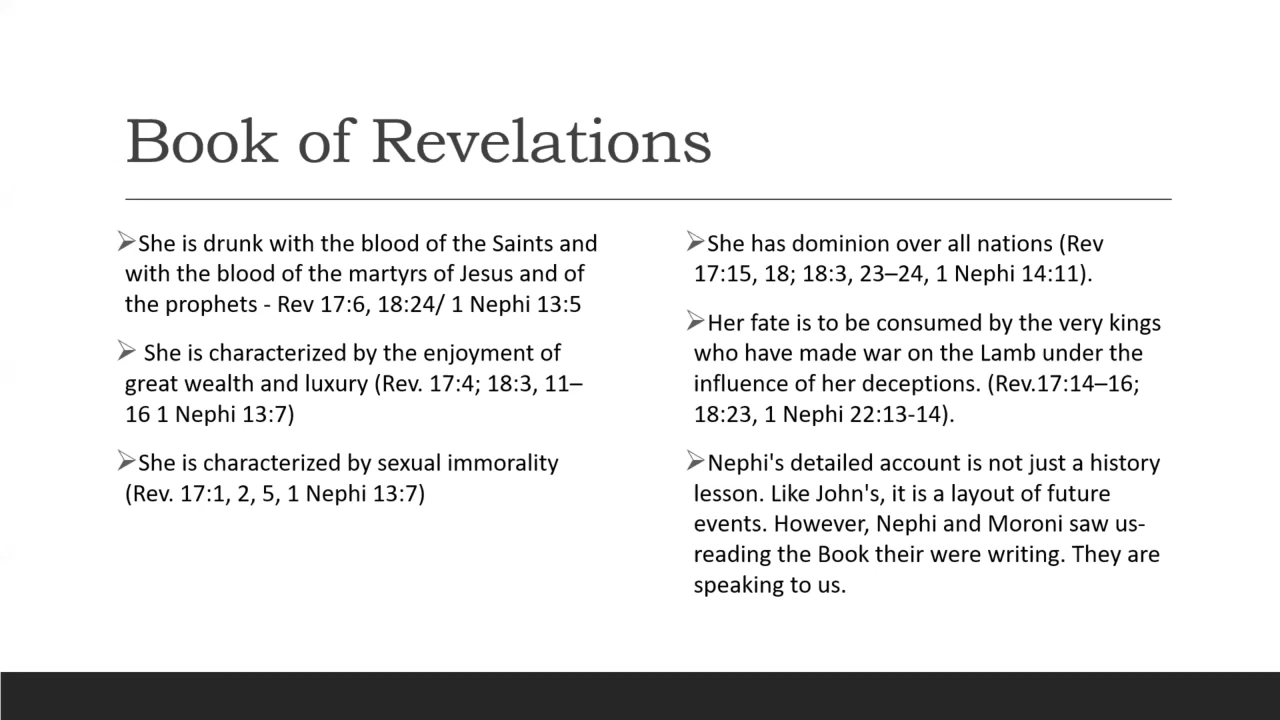 Book of Revelations
➢She is drunk with the blood of the Saints and
with the blood of the martyrs of Jesus and of
the prophets - Rev 17:6, 18:24/ 1 Nephi 13:5
➢ She is characterized by the enjoyment of
great wealth and luxury (Rev. 17:4; 18:3, 11–
16 1 Nephi 13:7)
➢She is characterized by sexual immorality
(Rev. 17:1, 2, 5, 1 Nephi 13:7)
➢She has dominion over all nations (Rev
17:15, 18; 18:3, 23–24, 1 Nephi 14:11).
➢Her fate is to be consumed by the very kings
who have made war on the Lamb under the
influence of her deceptions. (Rev.17:14–16;
18:23, 1 Nephi 22:13-14).
➢Nephi's detailed account is not just a history
lesson. Like John's, it is a layout of future
events. However, Nephi and Moroni saw us-
reading the Book their were writing. They are
speaking to us.